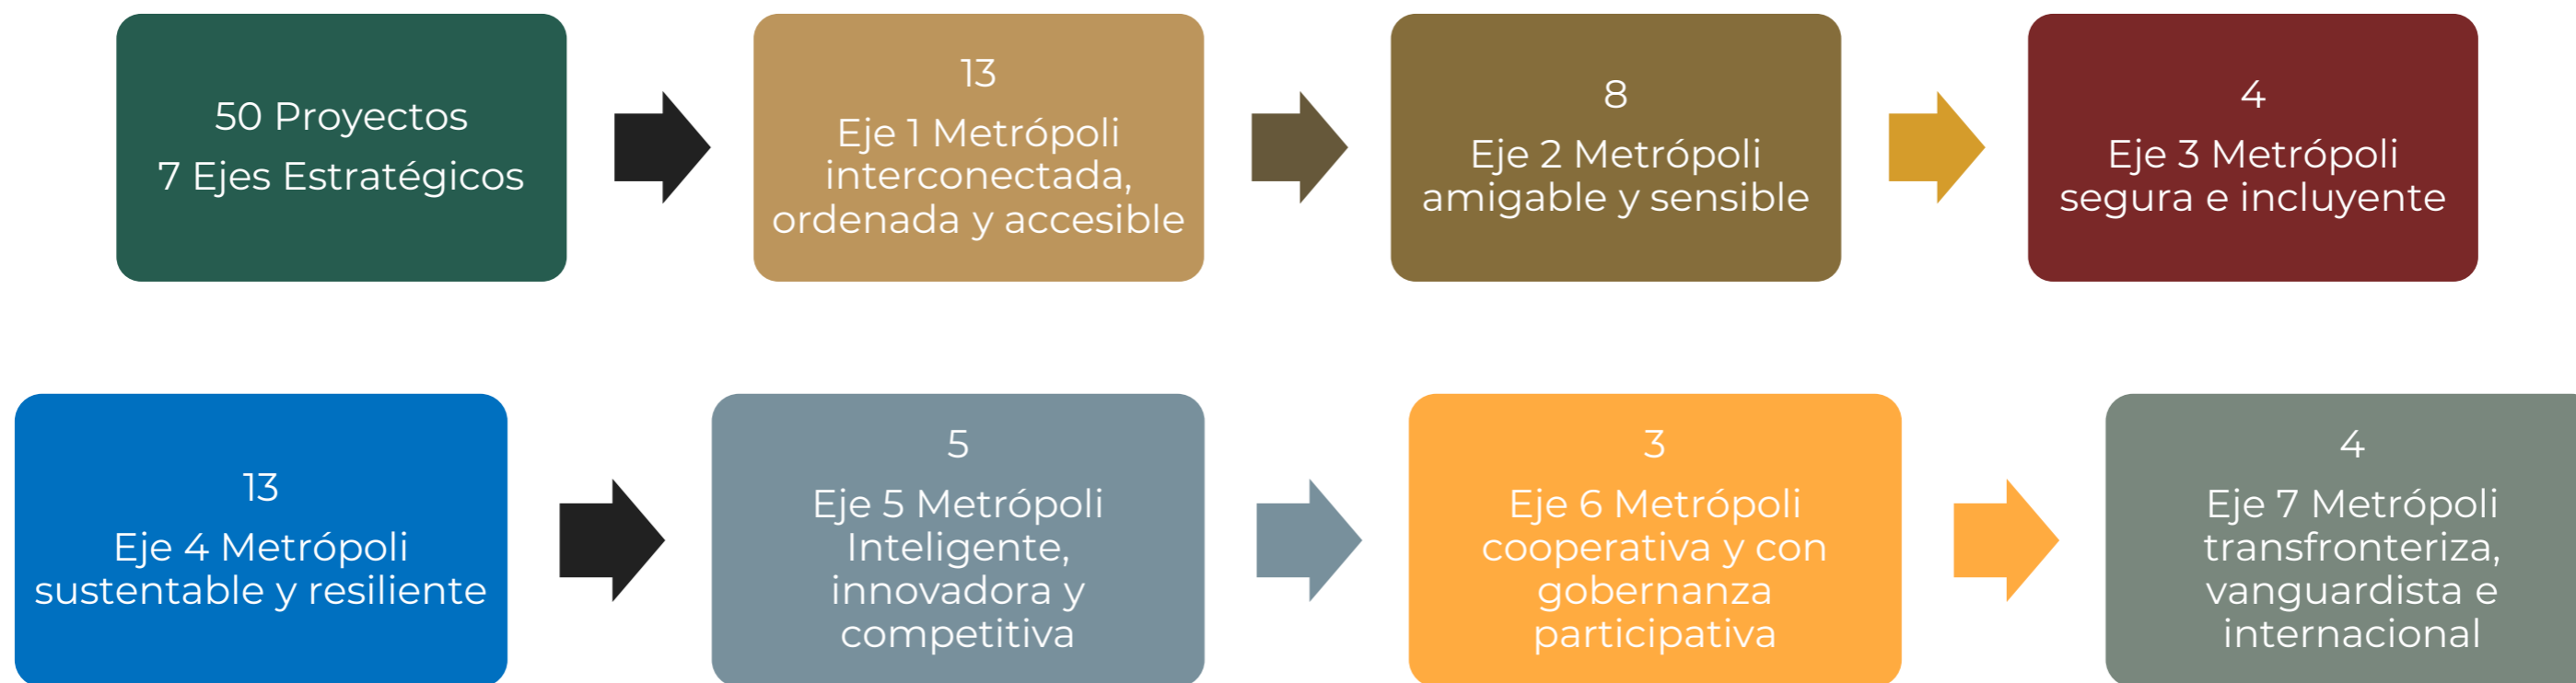 50 Proyectos
7 Ejes Estratégicos
13
Eje 1 Metrópoli
interconectada,
ordenada y accesible
8
Eje 2 Metrópoli
amigable y sensible
4
Eje 3 Metrópoli
segura e incluyente
13
Eje 4 Metrópoli
sustentable y resiliente
5
Eje 5 Metrópoli
Inteligente,
innovadora y
competitiva
3
Eje 6 Metrópoli
cooperativa y con
gobernanza
participativa
4
Eje 7 Metrópoli
transfronteriza,
vanguardista e
internacional